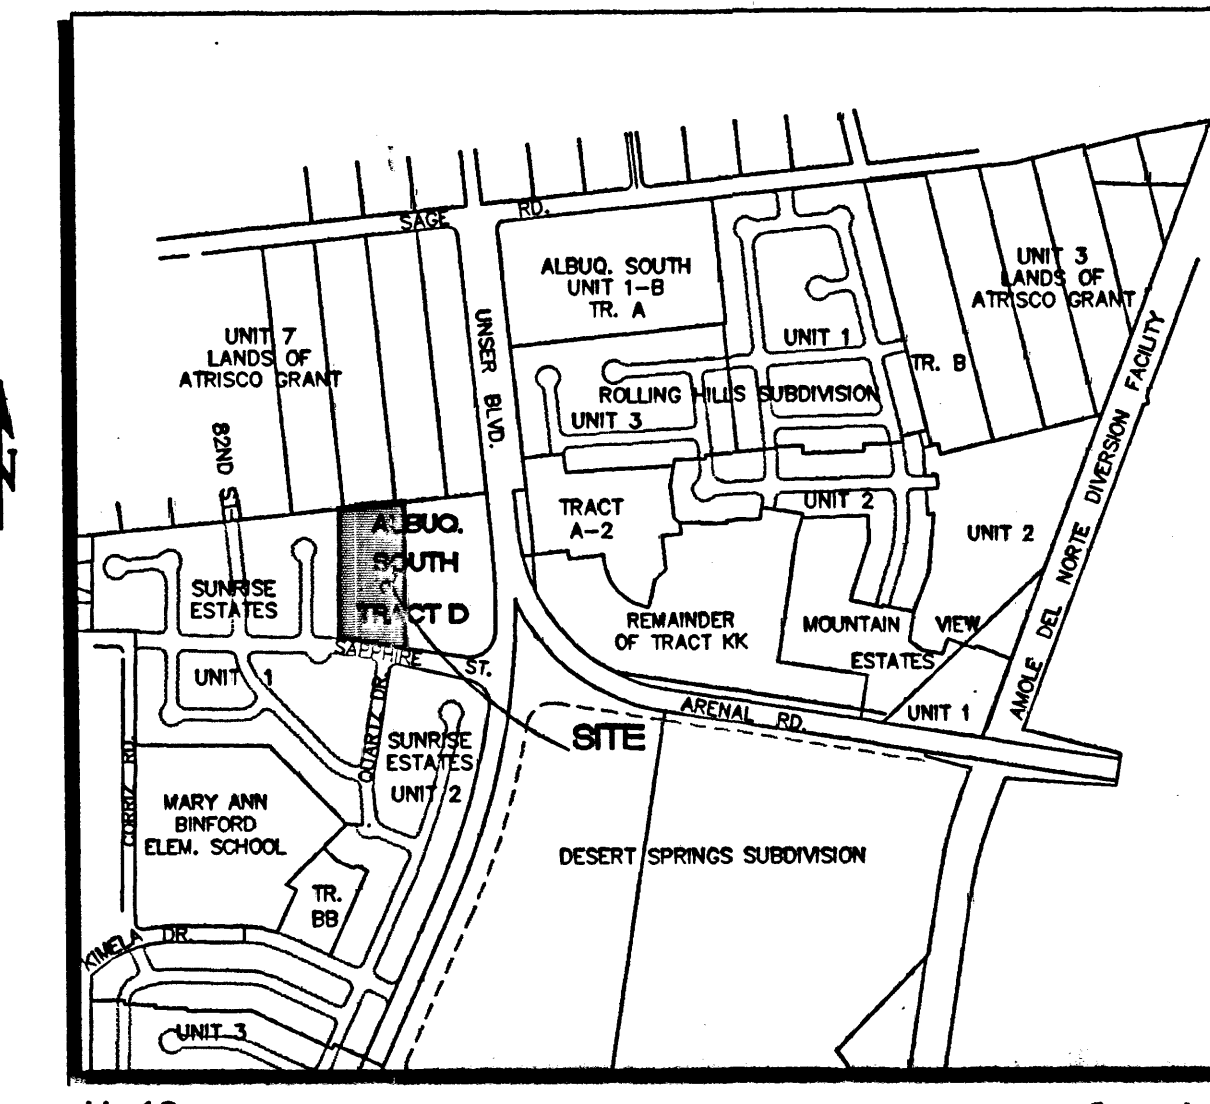 SAGE RD.
ALBUQ. SOUTH
UNIT 1-B
TR. A
UNIT 3
LANDS OF
ATRISCO GRANT
UNIT 7
LANDS OF
ATRISCO GRANT
UNSER BLVD.
UNIT 1
TR. B
ROLLING HILLS SUBDIVISION
UNIT 3
82ND ST.
AMOLE DEL NORTE DIVERSION FACILITY
TRACT
A-2
UNIT 2
UNIT 2
ALBUQ.
SOUTH
TRACT D
SUNRISE
ESTATES
UNIT 1
REMAINDER
OF TRACT KK
MOUNTAIN VIEW
ESTATES
UNIT 1
SAPPHIRE ST.
QUARTZ DR.
ARENAL RD.
SITE
SUNRISE
ESTATES
UNIT 2
CORRIZ RD.
MARY ANN
BINFORD
ELEM. SCHOOL
DESERT SPRINGS SUBDIVISION
TR.
BB
KIMELA DR.
UNIT 3
N